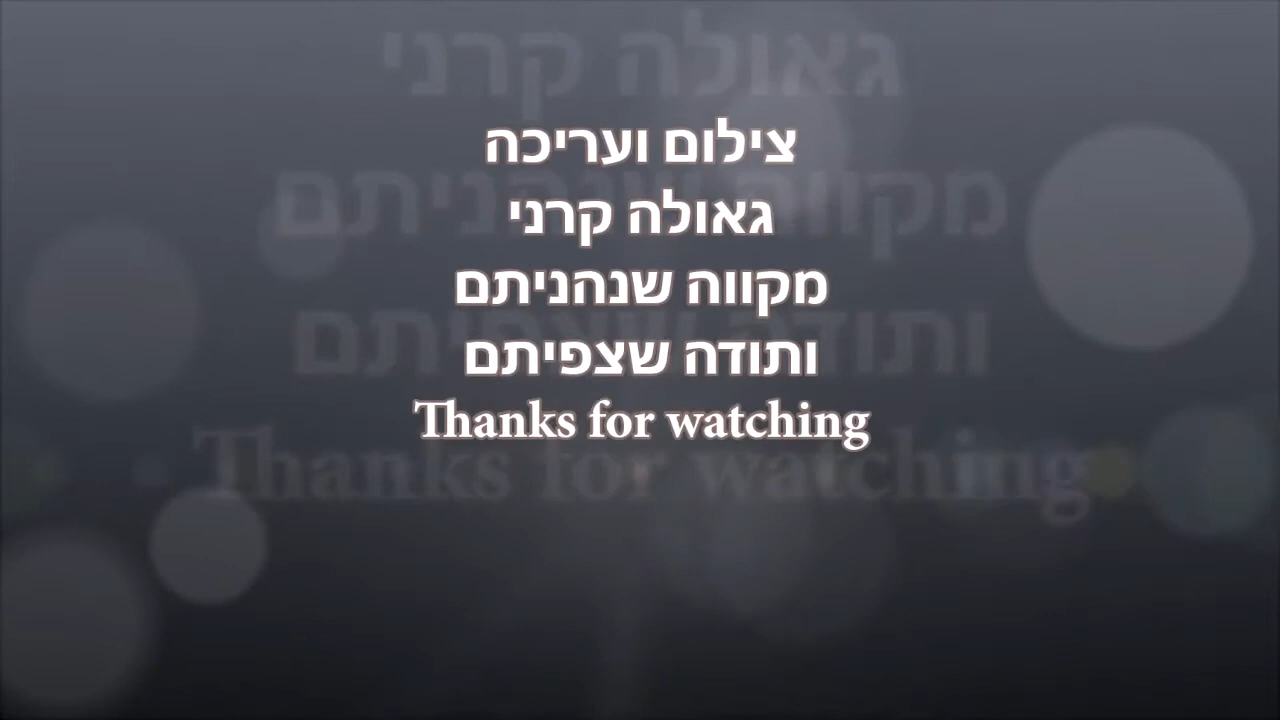 צילום ועריכה
גאולה קרני
מקווה שנהניתם
ותודה שצפיתם
Thanks for watching